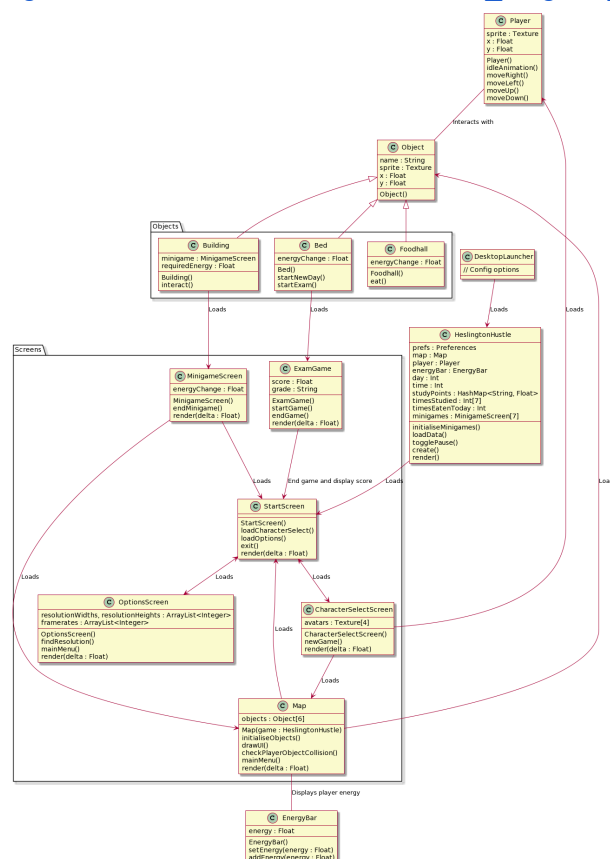 Player
sprite : Texture
x : Float
y : Float
Player()
idleAnimation()
moveRight()
moveLeft()
moveUp()
moveDown()
Interacts with
Object
name : String
sprite : Texture
x : Float
y : Float
Object()
Objects
Building
minigame : MinigameScreen
requiredEnergy : Float
Building()
interact()
Bed
energyChange : Float
Bed()
startNewDay()
startExam()
Foodhall
energyChange : Float
Foodhall()
eat()
DesktopLauncher
// Config options
Loads
Loads
Loads
Loads
HeslingtonHustle
prefs : Preferences
map : Map
player : Player
energyBar : EnergyBar
day : Int
time : Int
studyPoints : HashMap<String, Float>
timesStudied : Int[7]
timesEatenToday : Int
minigames : MinigameScreen[7]
initialiseMinigames()
loadData()
togglePause()
create()
render()
Screens
MinigameScreen
energyChange : Float
MinigameScreen()
endMinigame()
render(delta : Float)
ExamGame
score : Float
grade : String
ExamGame()
startGame()
endGame()
render(delta : Float)
Loads
End game and display score
Loads
StartScreen
StartScreen()
loadCharacterSelect()
loadOptions()
exit()
render(delta : Float)
Loads
Loads
Loads
OptionsScreen
resolutionWidths, resolutionHeights : ArrayList<Integer>
framerates : ArrayList<Integer>
OptionsScreen()
findResolution()
mainMenu()
render(delta : Float)
CharacterSelectScreen
avatars : Texture[4]
CharacterSelectScreen()
newGame()
render(delta : Float)
Loads
Loads
Map
objects : Object[6]
Map(game : HeslingtonHustle)
initialiseObjects()
drawUI()
checkPlayerObjectCollision()
mainMenu()
render(delta : Float)
Displays player energy
EnergyBar
energy : Float
EnergyBar()
setEnergy(energy : Float)
addEnergy(energy : Float)